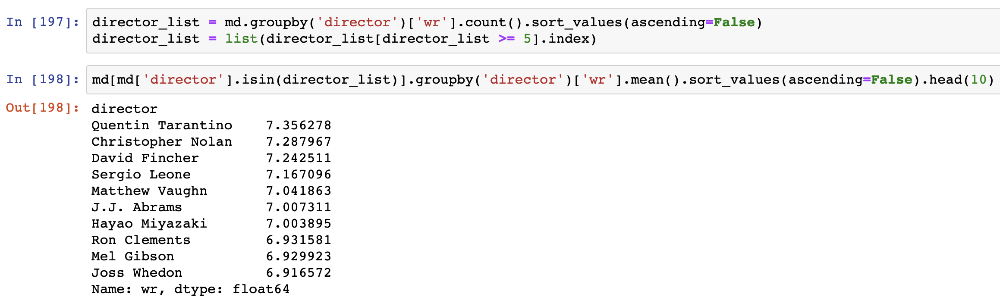 In [197]: director_list = md.groupby('director')['wr'].count().sort_values(ascending=False)
director_list = list(director_list[director_list >= 5].index)
In [198]: md[md['director'].isin(director_list)].groupby('director')['wr'].mean().sort_values(ascending=False).head(10)
Out[198]: director
Quentin Tarantino    7.356278
Christopher Nolan    7.287967
David Fincher        7.242511
Sergio Leone         7.167096
Matthew Vaughn       7.041863
J.J. Abrams          7.007311
Hayao Miyazaki       7.003895
Ron Clements         6.931581
Mel Gibson           6.929923
Joss Whedon          6.916572
Name: wr, dtype: float64